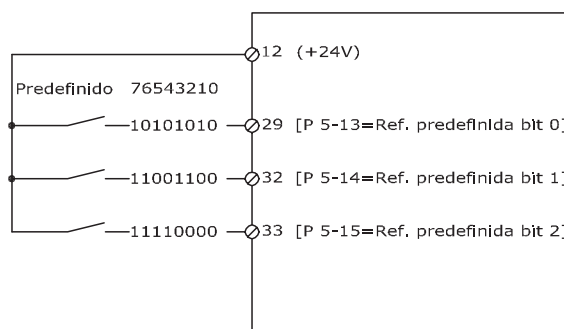 12 (+24V)
Predefinido 76543210
10101010 29 [P 5-13=Ref. predefinida bit 0]
11001100 32 [P 5-14=Ref. predefinida bit 1]
11110000 33 [P 5-15=Ref. predefinida bit 2]